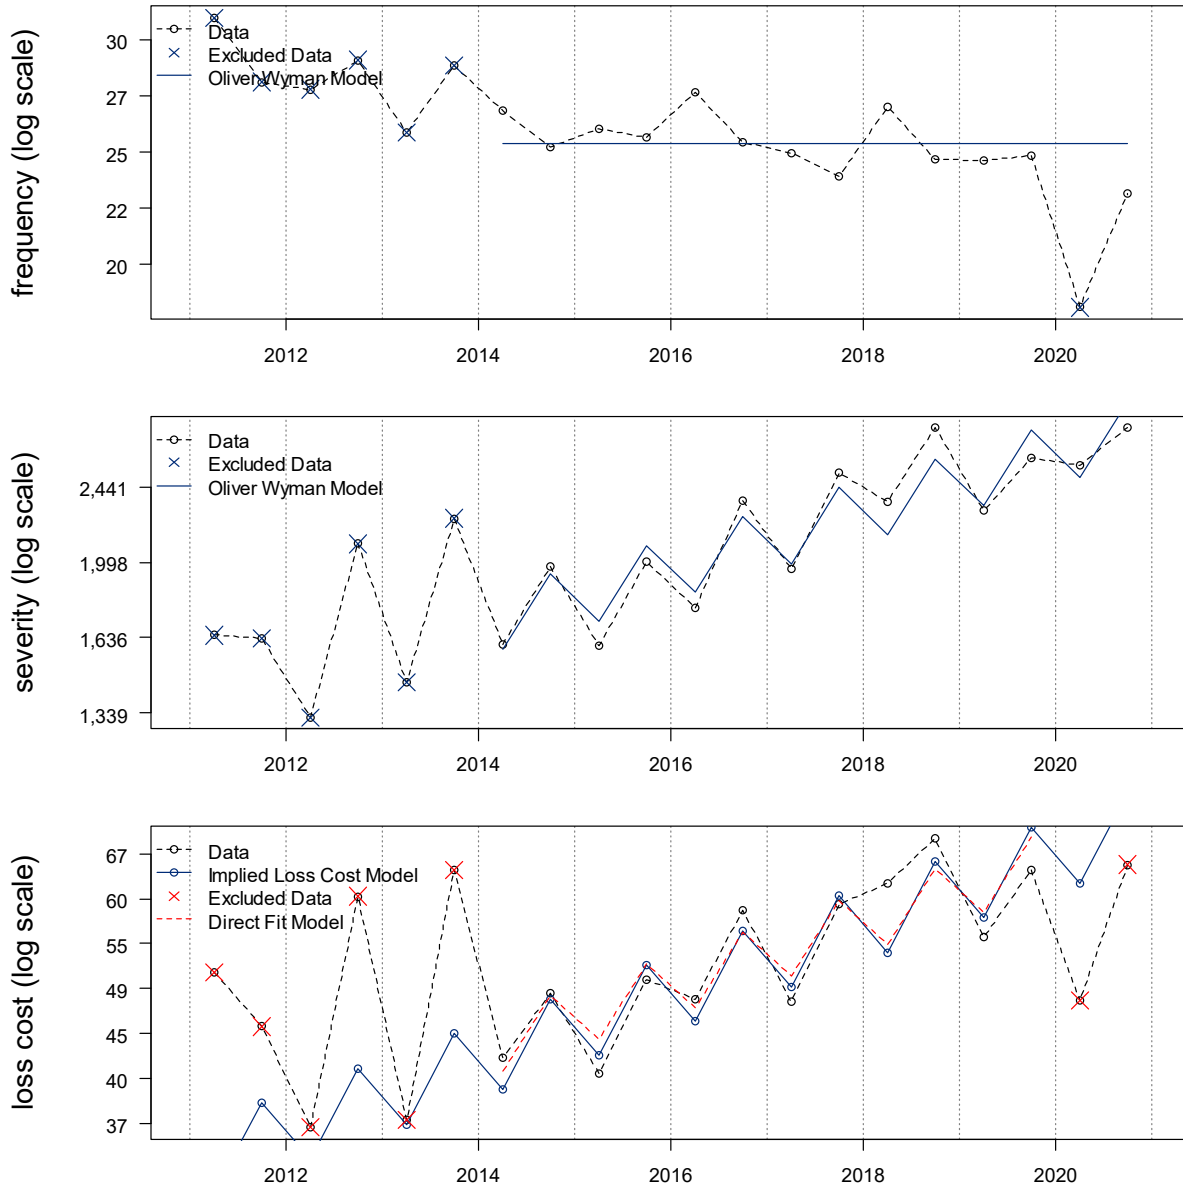 frequency (log scale)
30
27
25
22
20
Data
Excluded Data
Oliver Wyman Model
2012
2014
2016
2018
2020
severity (log scale)
2,441
1,998
1,636
1,339
Data
Excluded Data
Oliver Wyman Model
2012
2014
2016
2018
2020
loss cost (log scale)
67
60
55
49
45
40
37
Data
Implied Loss Cost Model
Excluded Data
Direct Fit Model
2012
2014
2016
2018
2020